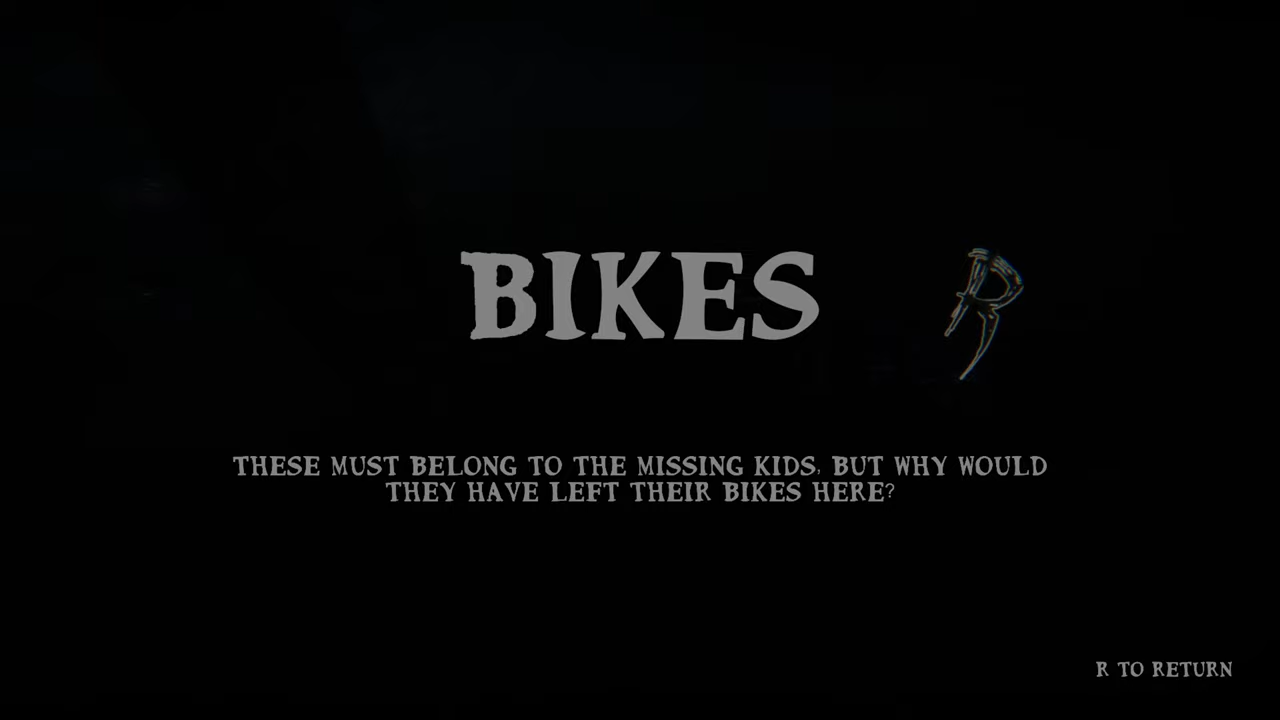 BIKES
R
THESE MUST BELONG TO THE MISSING KIDS, BUT WHY WOULD
THEY HAVE LEFT THEIR BIKES HERE?
R TO RETURN